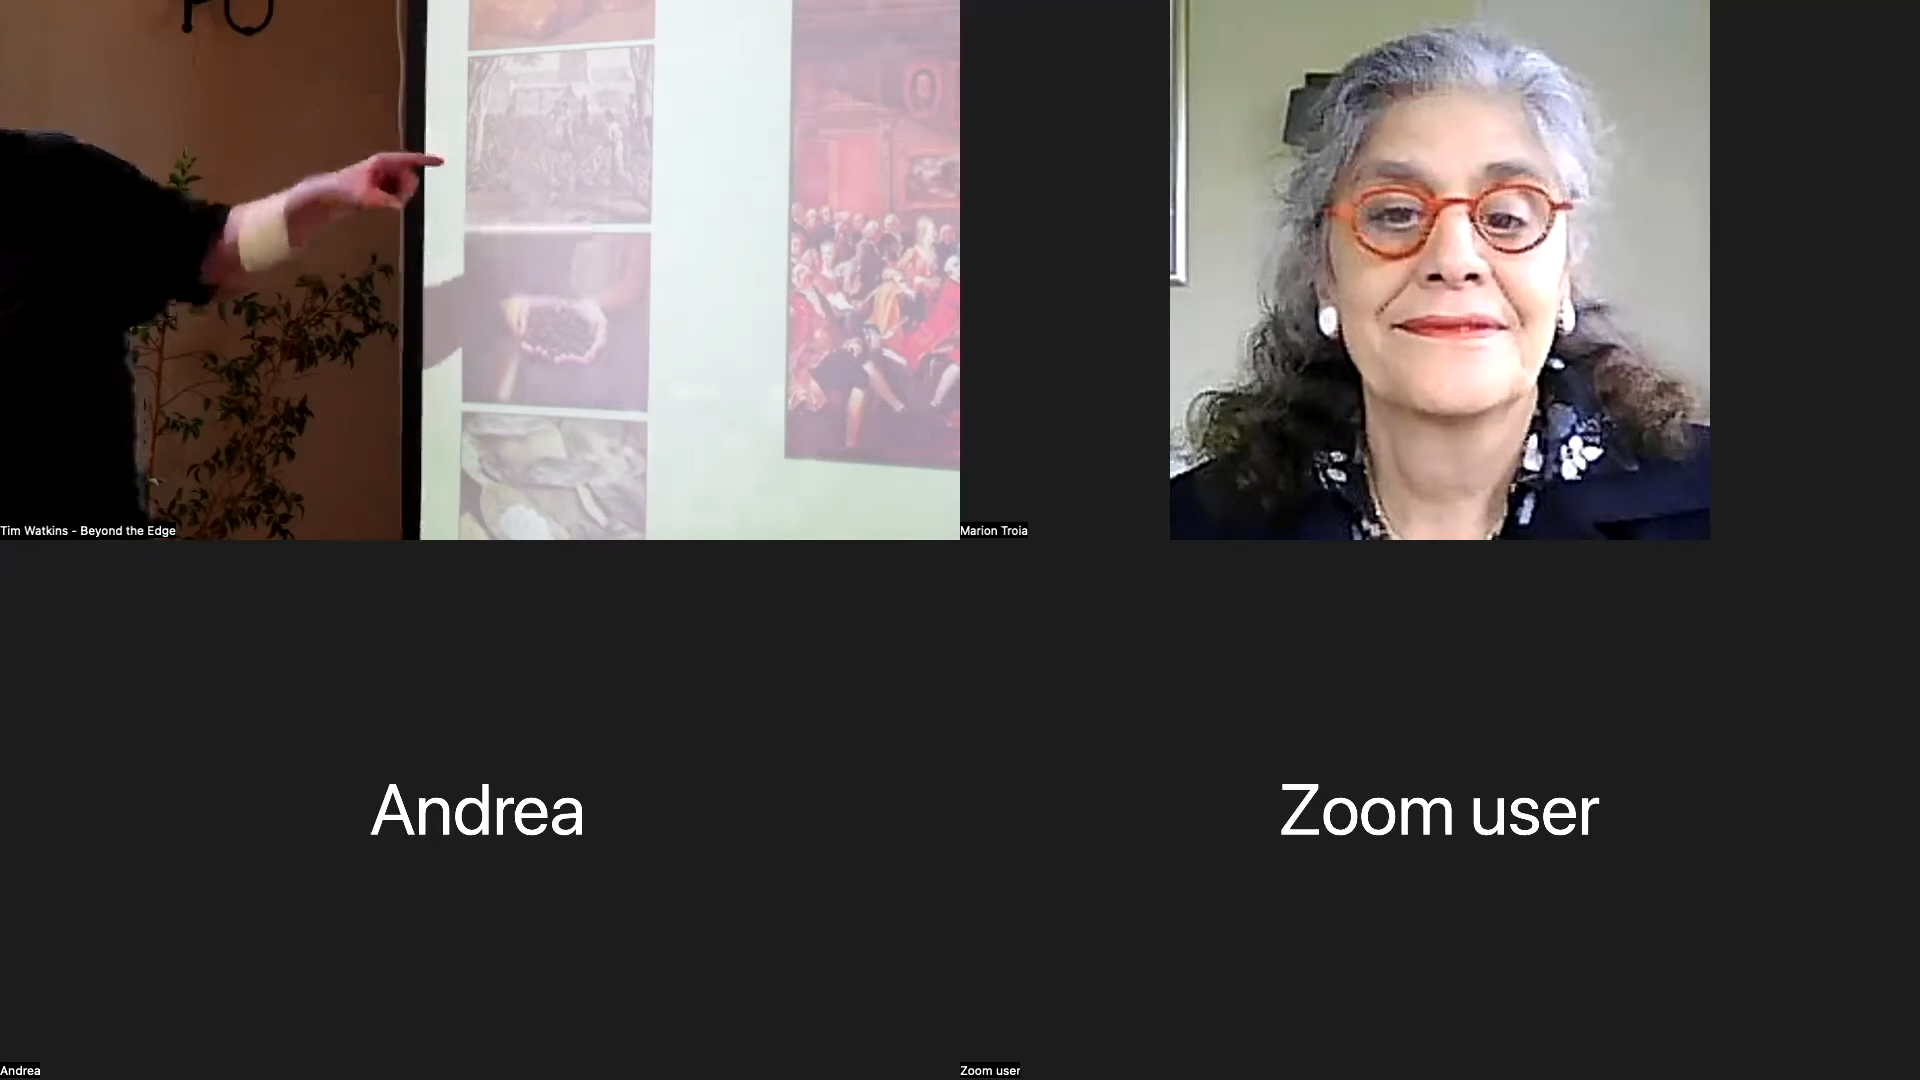 Tim Watkins - Beyond the Edge
Marion Troia
Andrea
Zoom user
Andrea
Zoom user